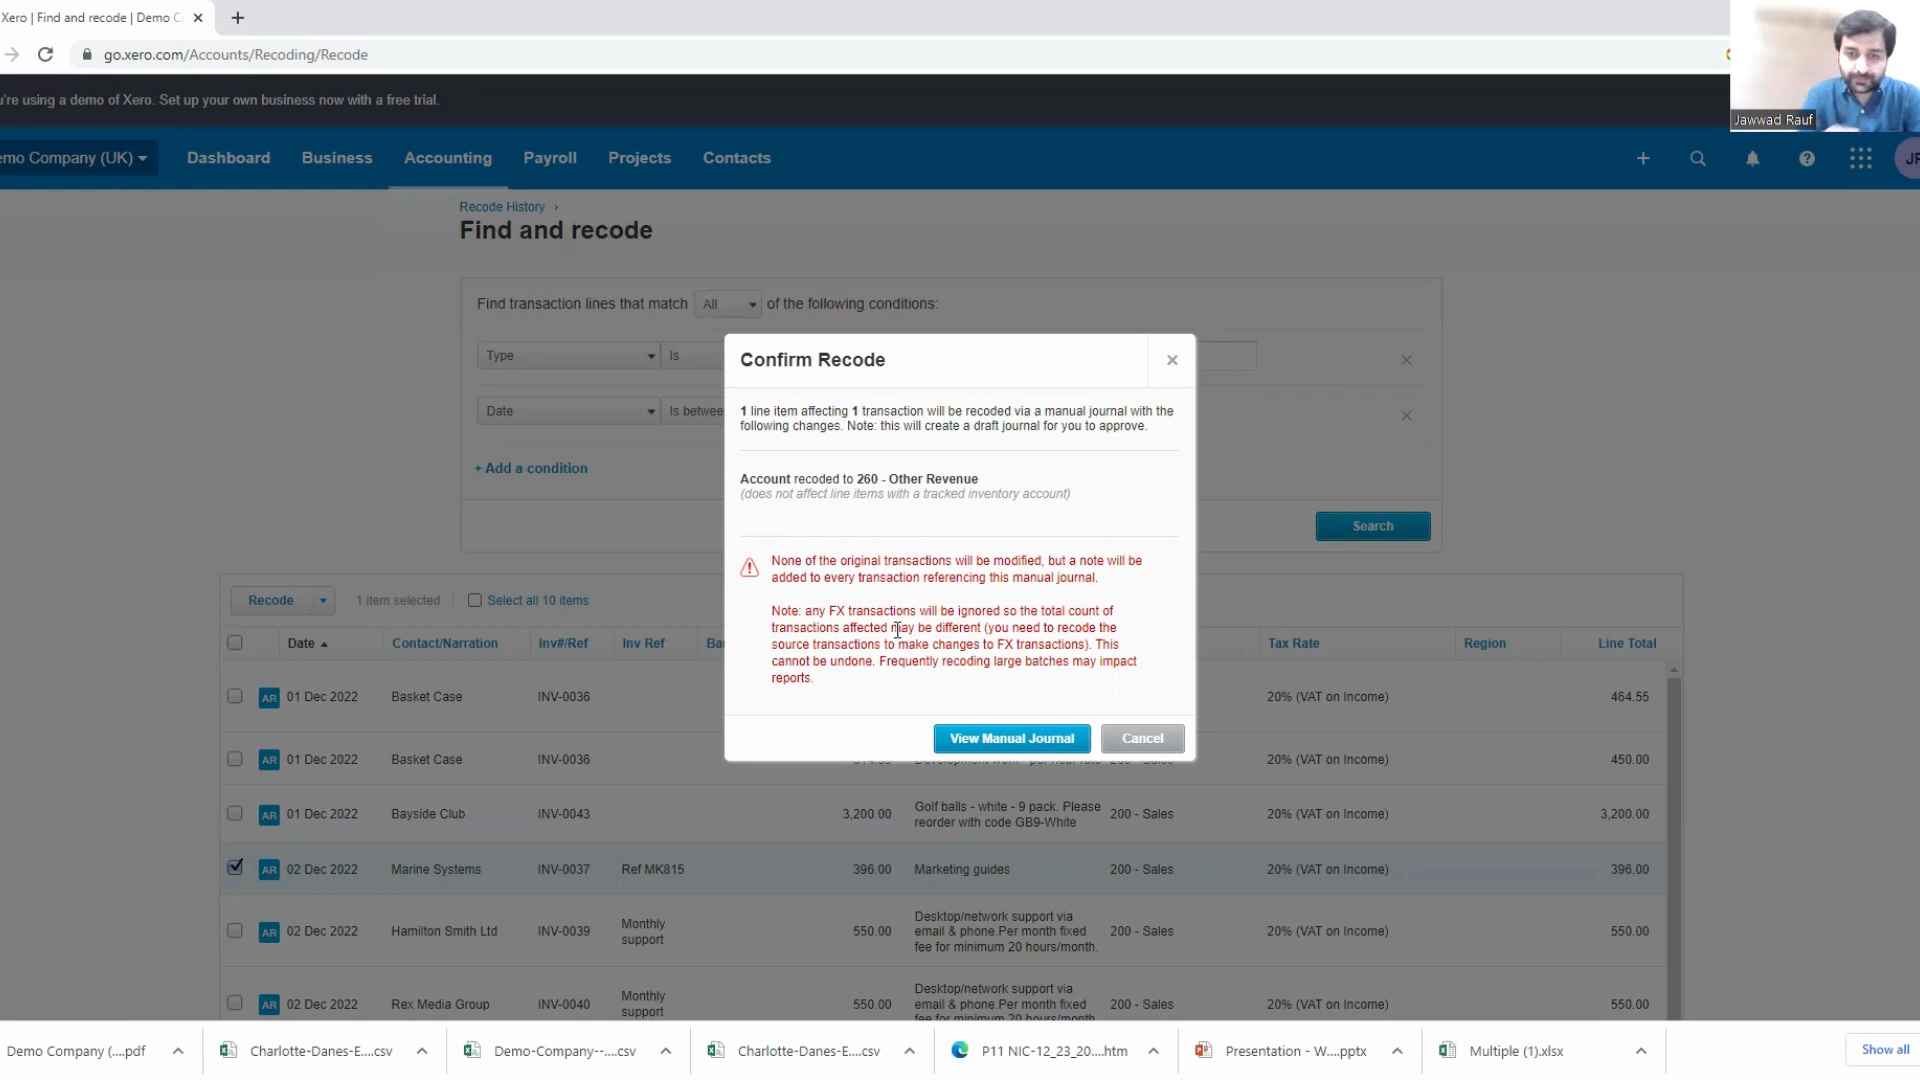 Xero | Find and recode | Demo C
go.xero.com/Accounts/Recoding/Recode
Jawwad Rauf
're using a demo of Xero. Set up your own business now with a free trial.
emo Company (UK)
Dashboard
Business
Accounting
Payroll
Projects
Contacts
JR
Recode History ›
Find and recode
Find transaction lines that match All of the following conditions:
Type
Is
Date
Is betwee
+ Add a condition
Search
Confirm Recode
1 line item affecting 1 transaction will be recoded via a manual journal with the
following changes. Note: this will create a draft journal for you to approve.
Account recoded to 260 - Other Revenue
(does not affect line items with a tracked inventory account)
None of the original transactions will be modified, but a note will be
added to every transaction referencing this manual journal.
Note: any FX transactions will be ignored so the total count of
transactions affected may be different (you need to recode the
source transactions to make changes to FX transactions). This
cannot be undone. Frequently recoding large batches may impact
reports.
View Manual Journal
Cancel
Recode
1 item selected
Select all 10 items
Date Contact/Narration Inv#/Ref Inv Ref Ba Tax Rate Region Line Total
AR 01 Dec 2022 Basket Case INV-0036 20% (VAT on Income) 464.55
AR 01 Dec 2022 Basket Case INV-0036 200 - Sales 20% (VAT on Income) 450.00
AR 01 Dec 2022 Bayside Club INV-0043 3,200.00 Golf balls - white - 9 pack. Please
reorder with code GB9-White 200 - Sales 20% (VAT on Income) 3,200.00
AR 02 Dec 2022 Marine Systems INV-0037 Ref MK815 396.00 Marketing guides 200 - Sales 20% (VAT on Income) 396.00
AR 02 Dec 2022 Hamilton Smith Ltd INV-0039 Monthly
support 550.00 Desktop/network support via
email & phone.Per month fixed
fee for minimum 20 hours/month. 200 - Sales 20% (VAT on Income) 550.00
AR 02 Dec 2022 Rex Media Group INV-0040 Monthly
support 550.00 Desktop/network support via
email & phone.Per month fixed
fee for minimum 20 hours/month. 200 - Sales 20% (VAT on Income) 550.00
Demo Company (....pdf
Charlotte-Danes-E....csv
Demo-Company--....csv
Charlotte-Danes-E....csv
P11 NIC-12_23_20....htm
Presentation - W....pptx
Multiple (1).xlsx
Show all